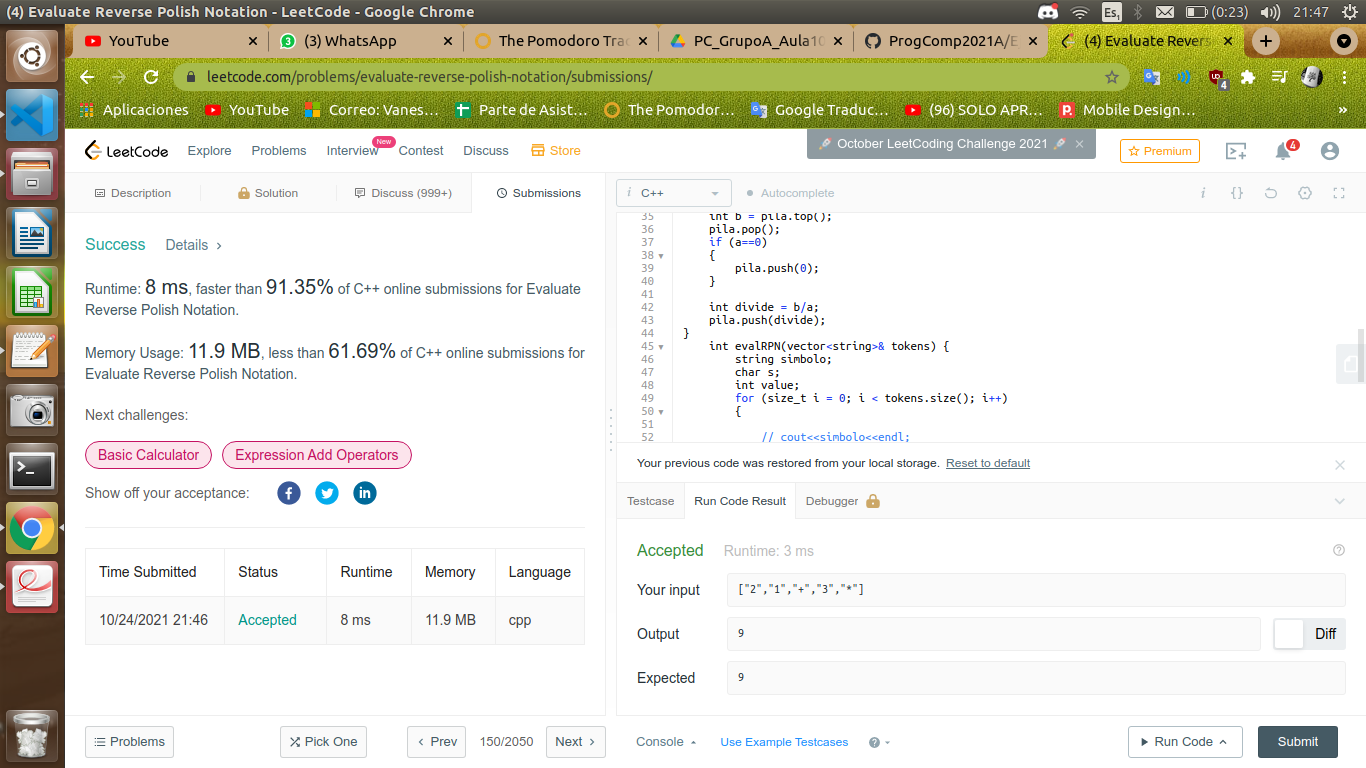 (4) Evaluate Reverse Polish Notation - LeetCode - Google Chrome
Es1 (0:23) 21:47
YouTube (3) WhatsApp The Pomodoro Trac PC_GrupoA_Aula10 ProgComp2021A/E (4) Evaluate Revers
leetcode.com/problems/evaluate-reverse-polish-notation/submissions/
4
Aplicaciones YouTube Correo: Vanes... Parte de Asist... The Pomodor... Google Traduc... (96) SOLO APR... Mobile Design... »
LeetCode Explore Problems Interview New Contest Discuss Store October LeetCoding Challenge 2021 Premium 4
Description Solution Discuss (999+) Submissions
Success Details
Runtime: 8 ms, faster than 91.35% of C++ online submissions for Evaluate
Reverse Polish Notation.
Memory Usage: 11.9 MB, less than 61.69% of C++ online submissions for
Evaluate Reverse Polish Notation.
Next challenges:
Basic Calculator Expression Add Operators
Show off your acceptance:
Time Submitted Status Runtime Memory Language
10/24/2021 21:46 Accepted 8 ms 11.9 MB cpp
Problems Pick One Prev 150/2050 Next
i C++ Autocomplete i {}
35 int b = pila.top();
36 pila.pop();
37 if (a==0)
38 {
39 pila.push(0);
40 }
41
42 int divide = b/a;
43 pila.push(divide);
44 }
45 int evalRPN(vector<string>& tokens) {
46 string simbolo;
47 char s;
48 int value;
49 for (size_t i = 0; i < tokens.size(); i++)
50 {
51
52 // cout<<simbolo<<endl;
Your previous code was restored from your local storage. Reset to default
Testcase Run Code Result Debugger
Accepted Runtime: 3 ms
Your input ["2","1","+","3","*"]
Output 9 Diff
Expected 9
Console Use Example Testcases Run Code Submit